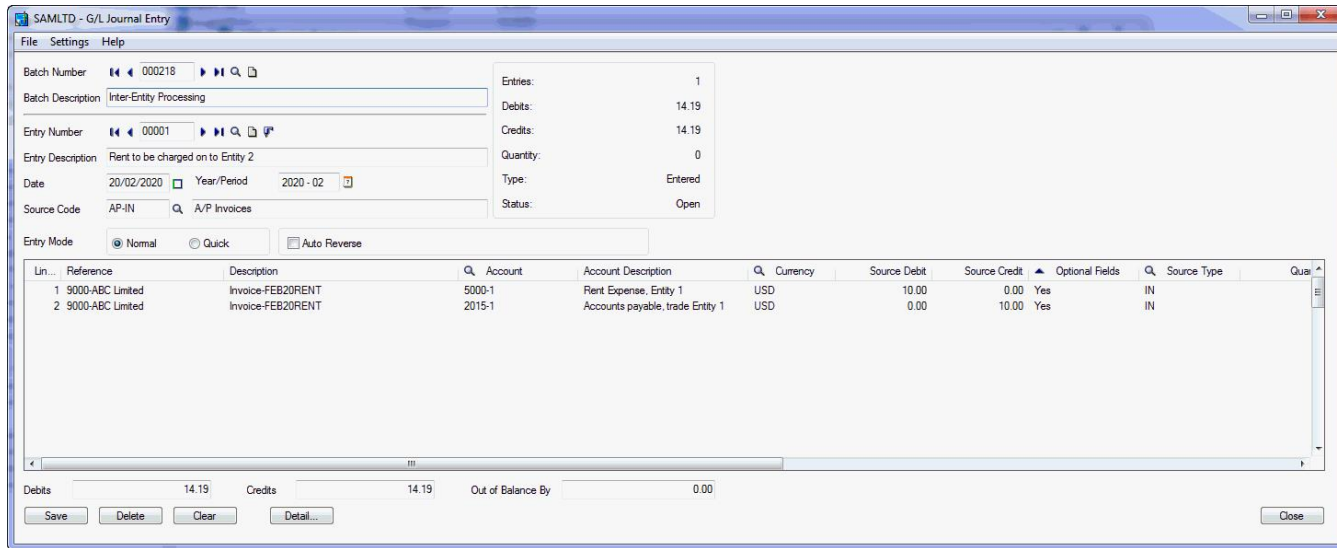 SAMLTD - G/L Journal Entry
File Settings Help
Batch Number 000218
Batch Description Inter-Entity Processing
Entry Number 00001
Entry Description Rent to be charged on to Entity 2
Date 20/02/2020 Year/Period 2020 - 02
Source Code AP-IN A/P Invoices
Entries: 1
Debits: 14.19
Credits: 14.19
Quantity: 0
Type: Entered
Status: Open
Entry Mode Normal Quick Auto Reverse
Lin... Reference Description Account Account Description Currency Source Debit Source Credit Optional Fields Source Type Quar
1 9000-ABC Limited Invoice-FEB20RENT 5000-1 Rent Expense, Entity 1 USD 10.00 0.00 Yes IN
2 9000-ABC Limited Invoice-FEB20RENT 2015-1 Accounts payable, trade Entity 1 USD 0.00 10.00 Yes IN
Debits 14.19 Credits 14.19 Out of Balance By 0.00
Save Delete Clear Detail... Close